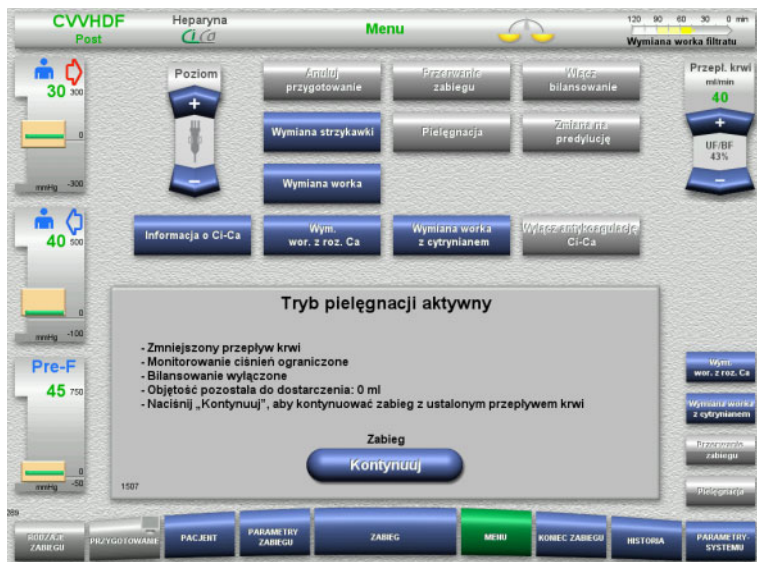 CVVHDF
Post
Heparyna
CiCa
Menu
120 90 60 30 0 min
Wymiana worka filtratu
30
300
0
mmHg -300
40
500
0
mmHg -100
Pre-F
45
750
0
mmHg -50
Poziom
+
−
Anuluj
przygotowanie
Przerwanie
zabiegu
Włącz
bilansowanie
Wymiana strzykawki
Pielęgnacja
Zmiana na
predylucję
Wymiana worka
Informacja o Ci-Ca
Wym.
wor. z roz. Ca
Wymiana worka
z cytrynianem
Wyłącz antykoagulację
Ci-Ca
Przepł. krwi
ml/min
40
+
UF/BF
43%
−
Tryb pielęgnacji aktywny
- Zmniejszony przepływ krwi
- Monitorowanie ciśnień ograniczone
- Bilansowanie wyłączone
- Objętość pozostała do dostarczenia: 0 ml
- Naciśnij „Kontynuuj”, aby kontynuować zabieg z ustalonym przepływem krwi
Zabieg
Kontynuuj
1507
Wym.
wor. z roz. Ca
Wymiana worka
z cytrynianem
Przerwanie
zabiegu
Pielęgnacja
089
RODZAJE
ZABIEGU
PRZYGOTOWANIE
PACJENT
PARAMETRY
ZABIEGU
ZABIEG
MENU
KONIEC ZABIEGU
HISTORIA
PARAMETRY-
SYSTEMU